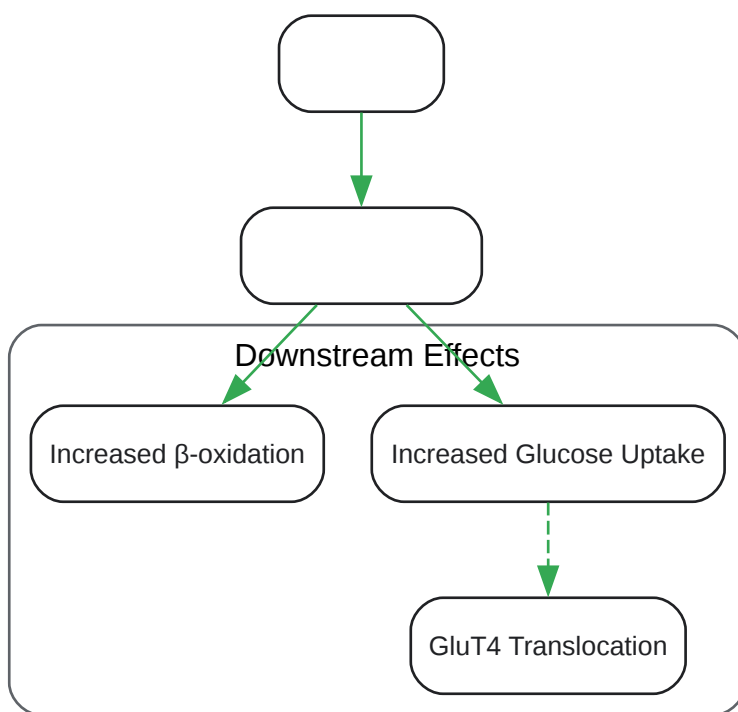 Downstream Effects
Increased β-oxidation
Increased Glucose Uptake
GluT4 Translocation